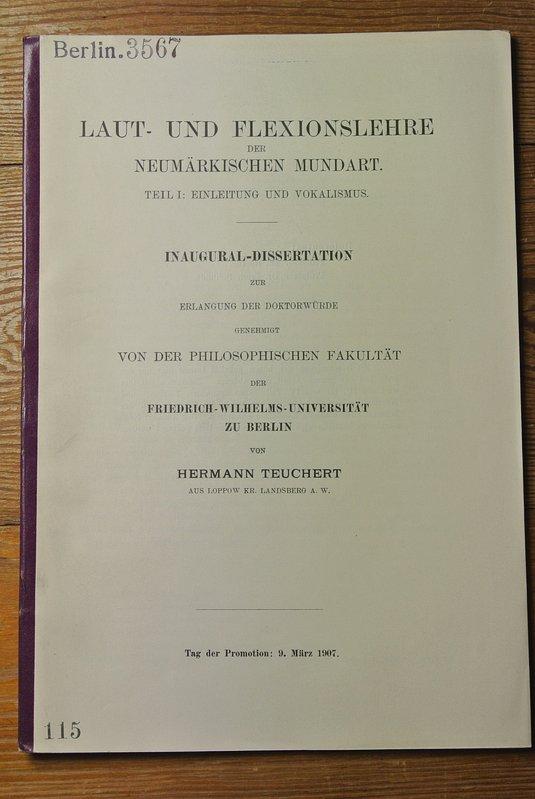 Berlin.3567
LAUT- UND FLEXIONSLEHRE
DER
NEUMÄRKISCHEN MUNDART.
TEIL I: EINLEITUNG UND VOKALISMUS.
INAUGURAL-DISSERTATION
ZUR
ERLANGUNG DER DOKTORWÜRDE
GENEHMIGT
VON DER PHILOSOPHISCHEN FAKULTÄT
DER
FRIEDRICH-WILHELMS-UNIVERSITÄT
ZU BERLIN
VON
HERMANN TEUCHERT
AUS LOPPOW KR. LANDSBERG A. W.
Tag der Promotion: 9. März 1907.
115